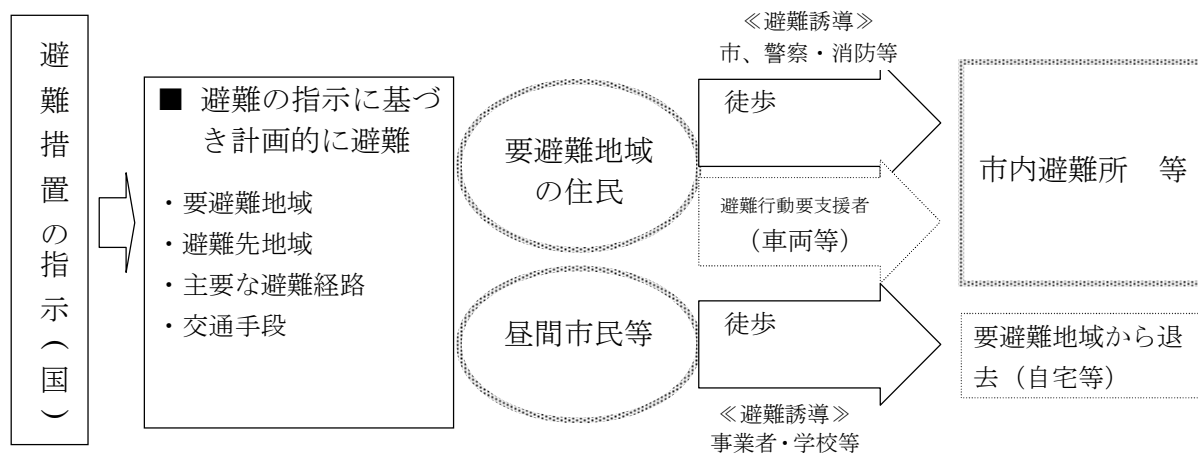 避難措置の指示（国）
■ 避難の指示に基づ
き計画的に避難
・要避難地域
・避難先地域
・主要な避難経路
・交通手段
要避難地域
の住民
昼間市民等
≪避難誘導≫
市、警察・消防等
徒歩
避難行動要支援者
（車両等）
徒歩
≪避難誘導≫
事業者・学校等
市内避難所　等
要避難地域から退
去（自宅等）